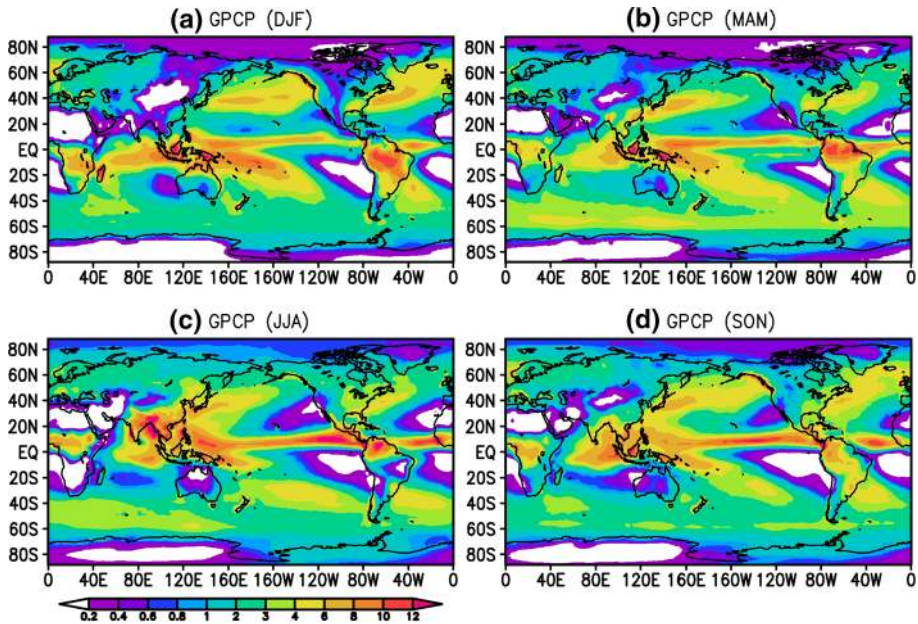 (a) GPCP (DJF)
(b) GPCP (MAM)
80N
60N
40N
20N
EQ
20S
40S
60S
80S
0 40E 80E 120E 160E 160W 120W 80W 40W 0
80N
60N
40N
20N
EQ
20S
40S
60S
80S
0 40E 80E 120E 160E 160W 120W 80W 40W 0
(c) GPCP (JJA)
(d) GPCP (SON)
80N
60N
40N
20N
EQ
20S
40S
60S
80S
0 40E 80E 120E 160E 160W 120W 80W 40W 0
80N
60N
40N
20N
EQ
20S
40S
60S
80S
0 40E 80E 120E 160E 160W 120W 80W 40W 0
0.2 0.4 0.6 0.8 1 2 3 4 6 8 10 12